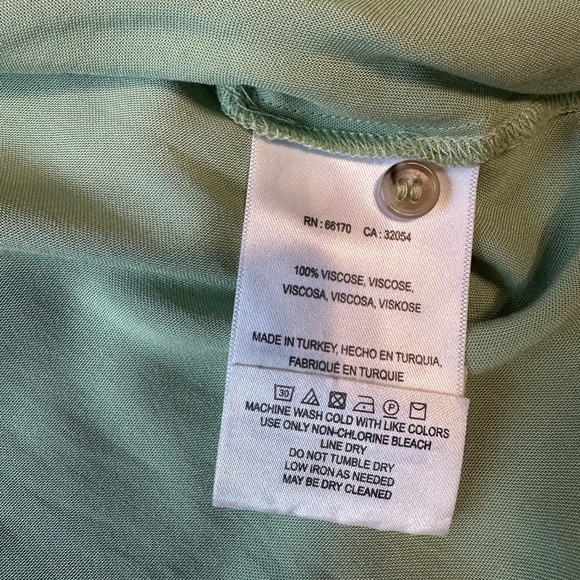 RN : 66170 CA : 32054
100% VISCOSE, VISCOSE,
VISCOSA, VISCOSA, VISKOSE
MADE IN TURKEY, HECHO EN TURQUIA,
FABRIQUÉ EN TURQUIE
30 P
MACHINE WASH COLD WITH LIKE COLORS
USE ONLY NON-CHLORINE BLEACH
LINE DRY
DO NOT TUMBLE DRY
LOW IRON AS NEEDED
MAY BE DRY CLEANED